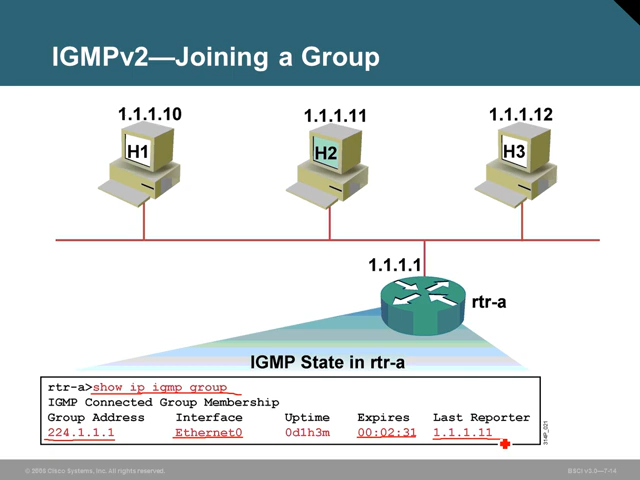 IGMPv2—Joining a Group
1.1.1.10
1.1.1.11
1.1.1.12
H1
H2
H3
1.1.1.1
rtr-a
IGMP State in rtr-a
rtr-a>show ip igmp group
IGMP Connected Group Membership
Group Address Interface Uptime Expires Last Reporter
224.1.1.1 Ethernet0 0d1h3m 00:02:31 1.1.1.11
314P_021
© 2006 Cisco Systems, Inc. All rights reserved.
BSCI v3.0—7-14